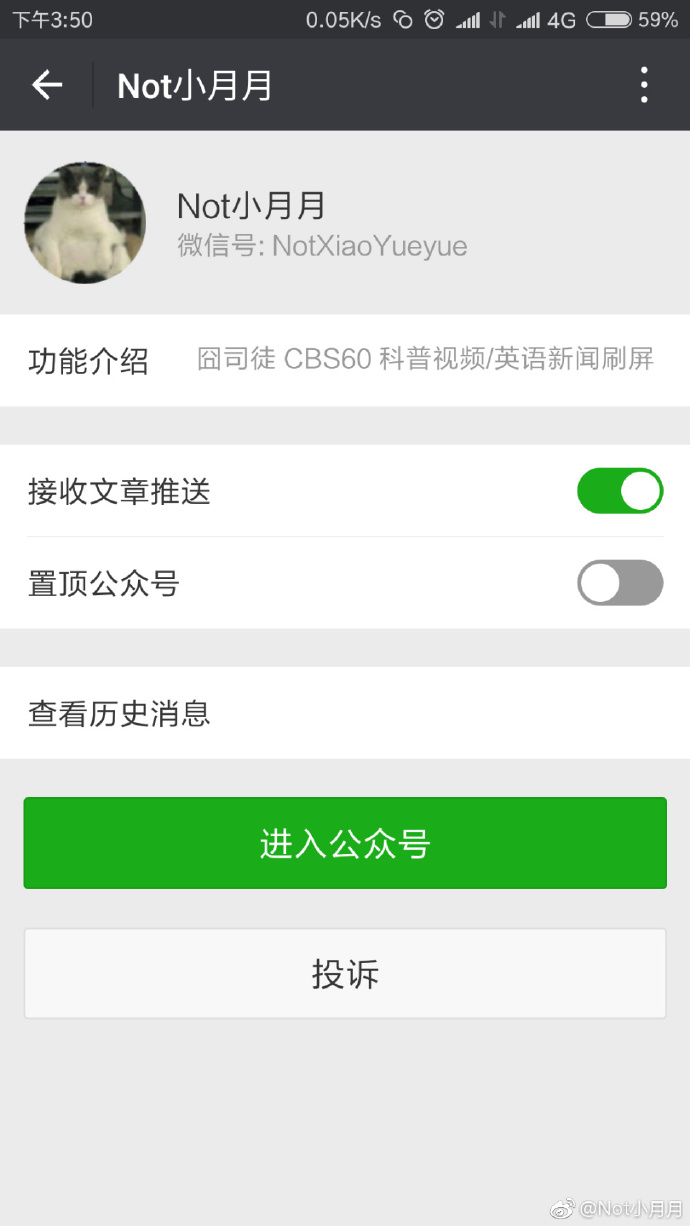 下午3:50 0.05K/s 4G 59%
Not小月月
Not小月月
微信号: NotXiaoYueyue
功能介绍 囧司徒 CBS60 科普视频/英语新闻刷屏
接收文章推送
置顶公众号
查看历史消息
进入公众号
投诉
@Not小月月